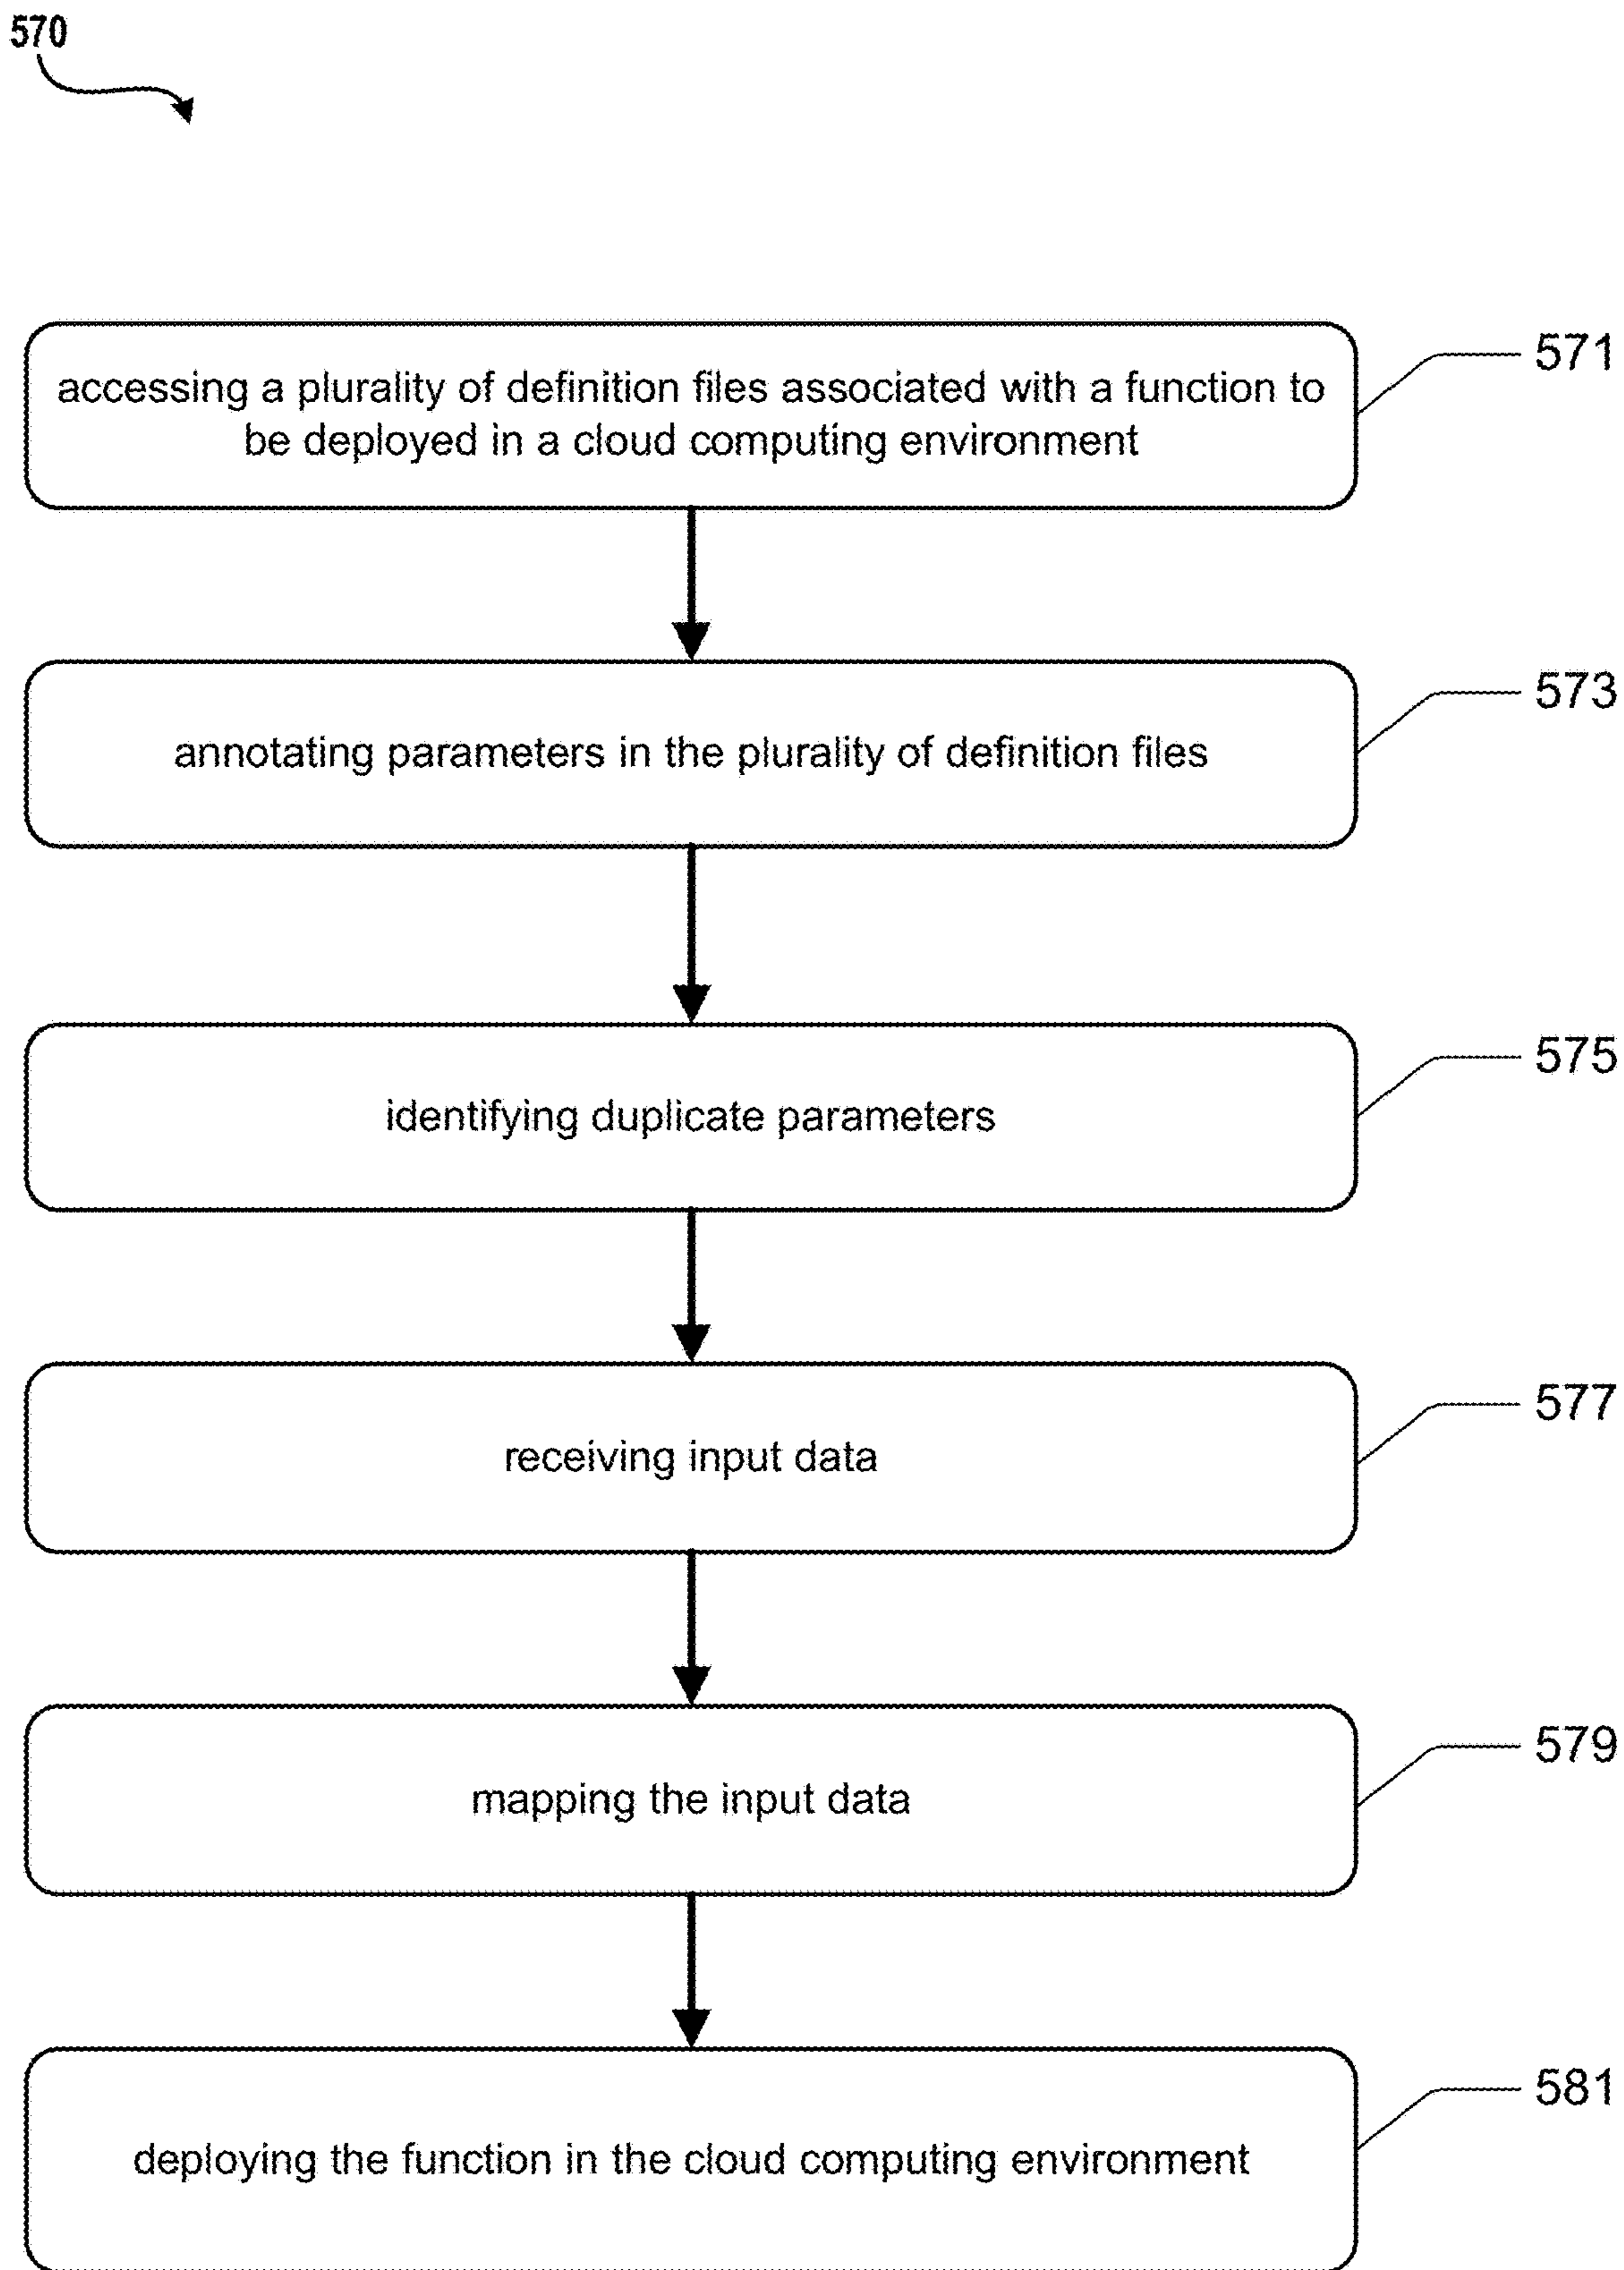 570
accessing a plurality of definition files associated with a function to
be deployed in a cloud computing environment
571
annotating parameters in the plurality of definition files
573
identifying duplicate parameters
575
receiving input data
577
mapping the input data
579
deploying the function in the cloud computing environment
581